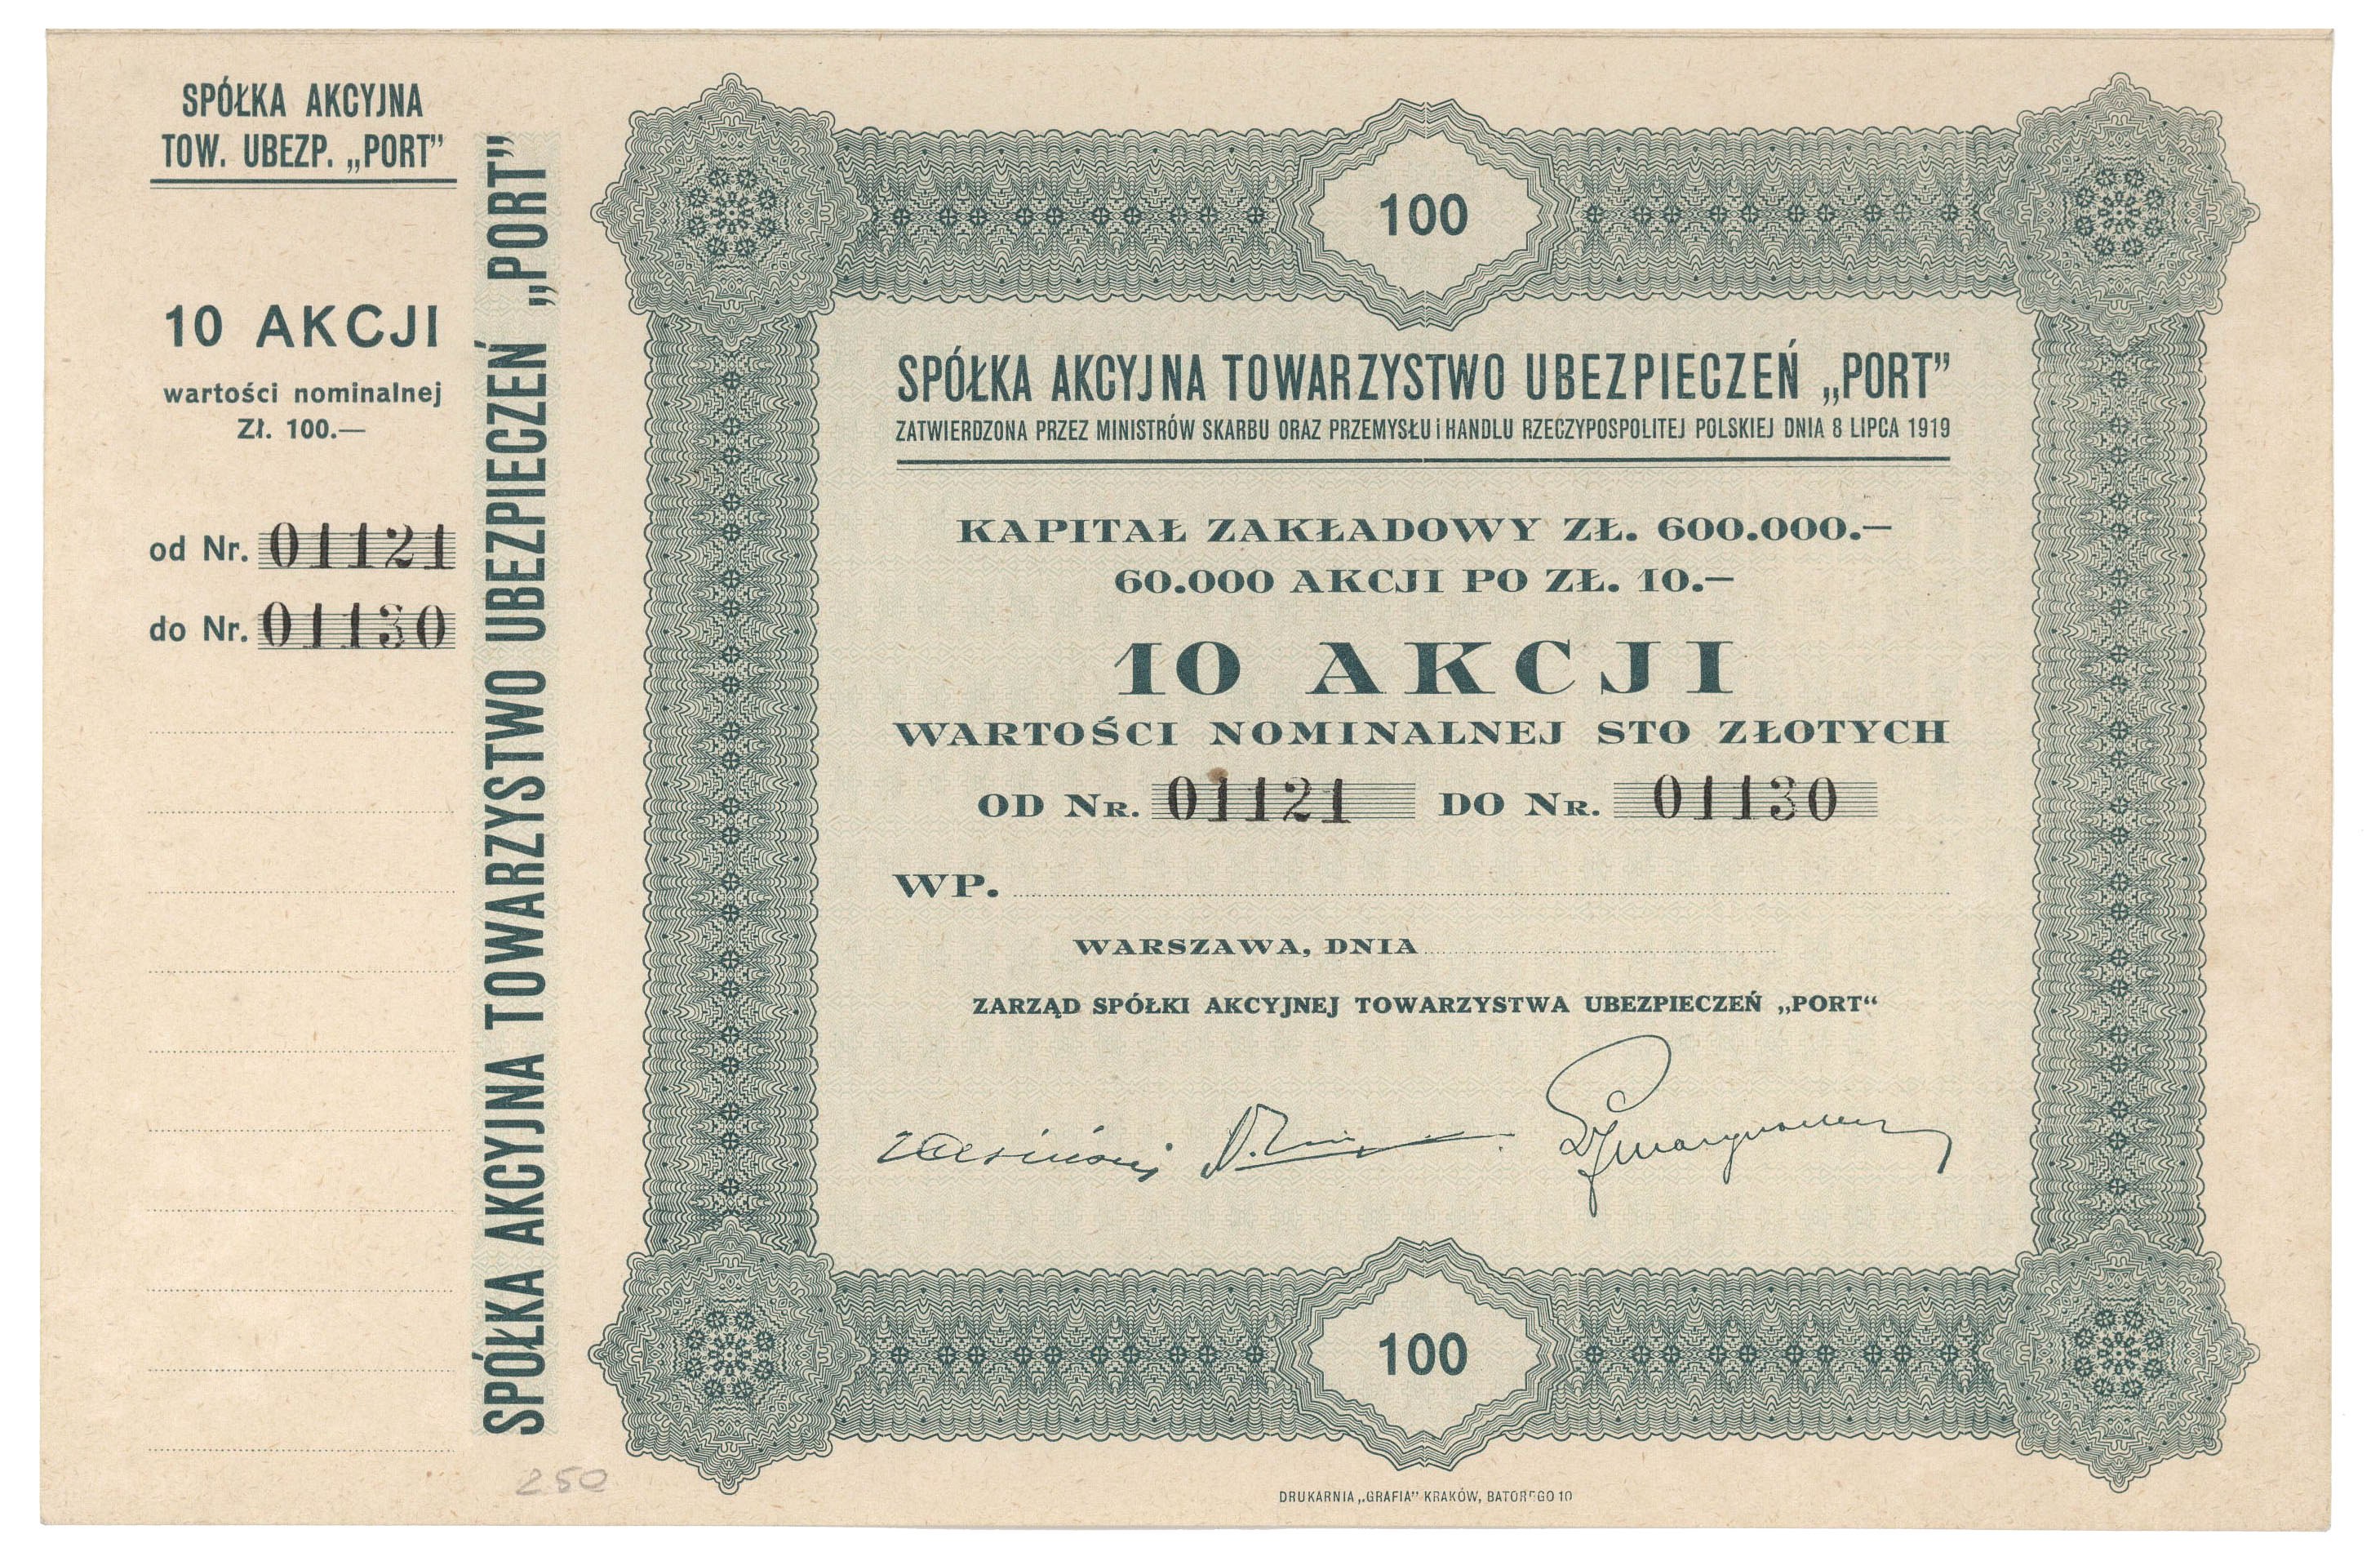 SPÓŁKA AKCYJNA
TOW. UBEZP. „PORT”
10 AKCJI
wartości nominalnej
Zł. 100.—
od Nr. 01121
do Nr. 01130
SPÓŁKA AKCYJNA TOWARZYSTWO UBEZPIECZEŃ „PORT”
100
SPÓŁKA AKCYJNA TOWARZYSTWO UBEZPIECZEŃ „PORT”
ZATWIERDZONA PRZEZ MINISTRÓW SKARBU ORAZ PRZEMYSŁU i HANDLU RZECZYPOSPOLITEJ POLSKIEJ DNIA 8 LIPCA 1919
KAPITAŁ ZAKŁADOWY ZŁ. 600.000.—
60.000 AKCJI PO ZŁ. 10.—
10 AKCJI
WARTOŚCI NOMINALNEJ STO ZŁOTYCH
OD NR. 01121 DO NR. 01130
WP.
WARSZAWA, DNIA
ZARZĄD SPÓŁKI AKCYJNEJ TOWARZYSTWA UBEZPIECZEŃ „PORT“
100
250
DRUKARNIA „GRAFIA” KRAKÓW, BATOREGO 10